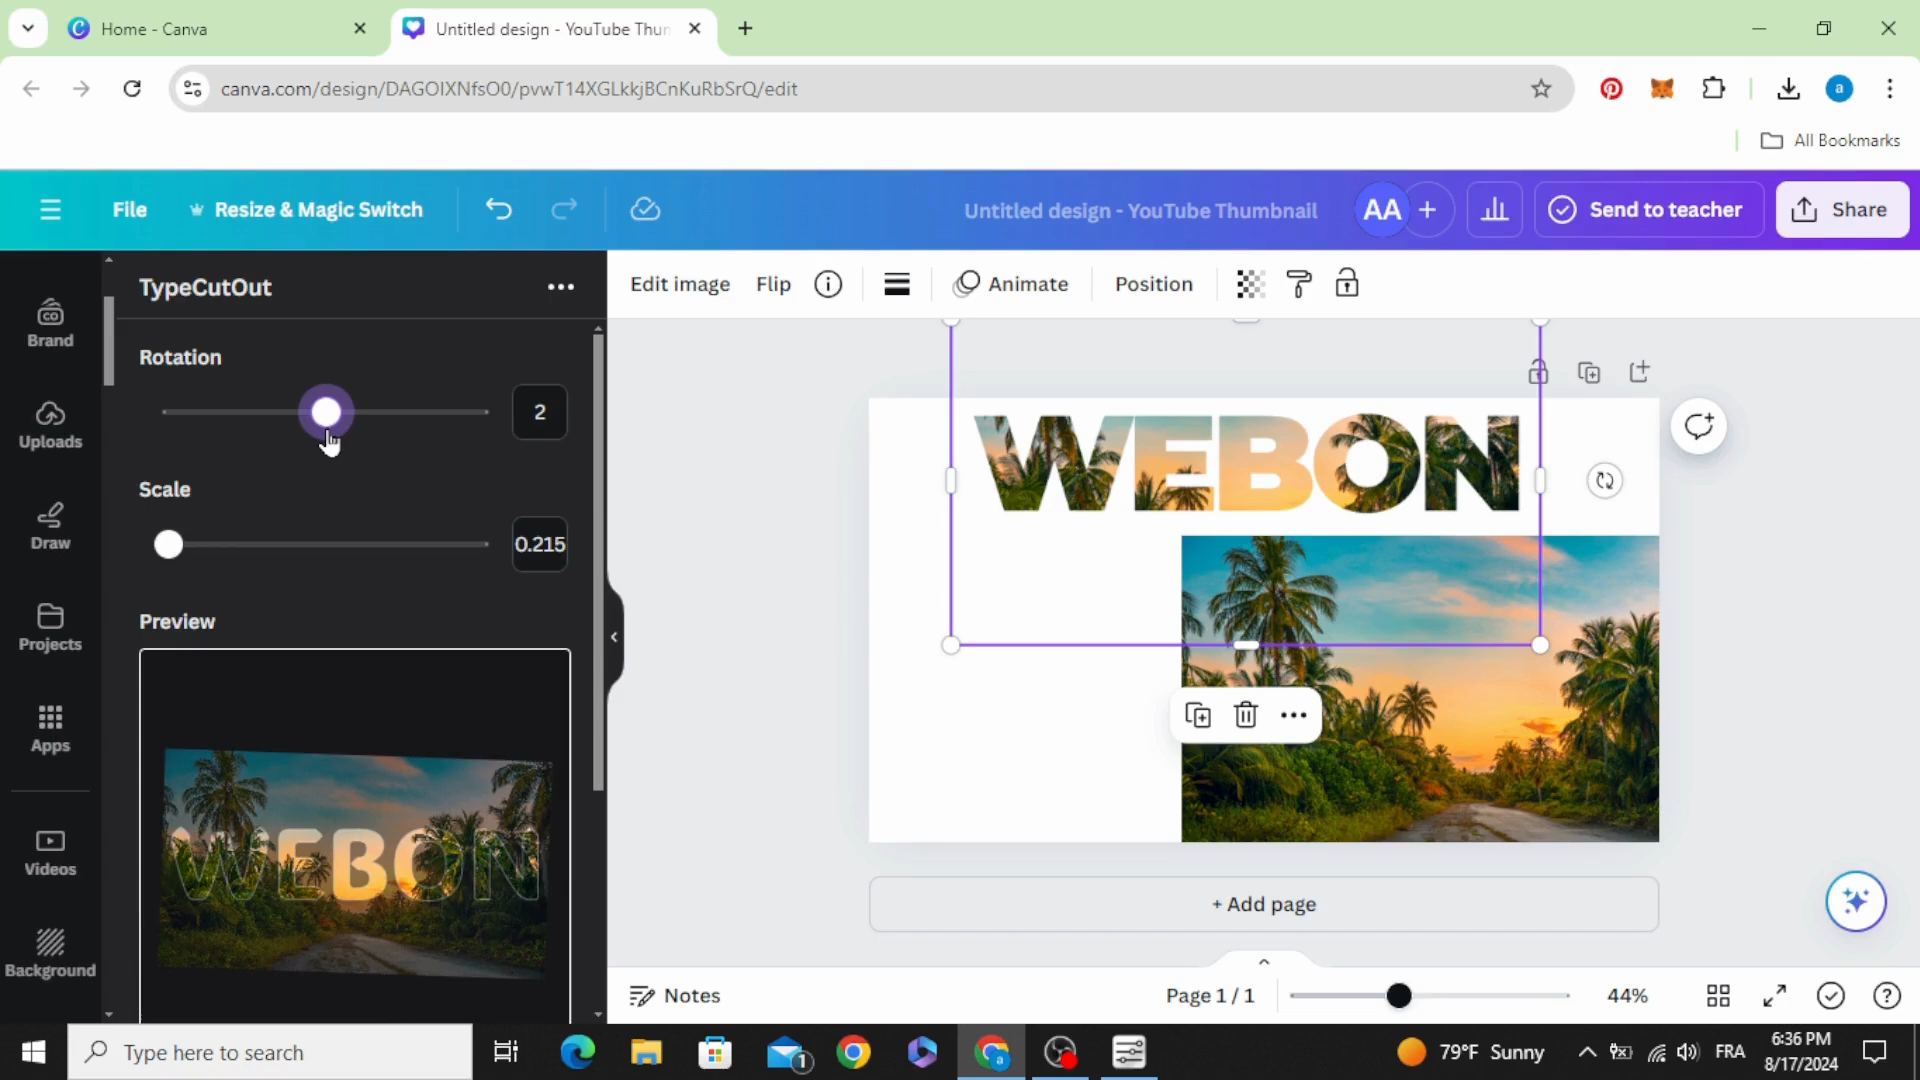 Home - Canva
Untitled design - YouTube Thun
canva.com/design/DAGOIXNfsO0/pvwT14XGLkkjBCnKuRbSrQ/edit
a
All Bookmarks
File
Resize & Magic Switch
Untitled design - YouTube Thumbnail
AA
Send to teacher
Share
Brand
Uploads
Draw
Projects
Apps
Videos
Background
TypeCutOut
Rotation
2
Scale
0.215
Preview
WEBON
Edit image
Flip
Animate
Position
WEBON
+ Add page
Notes
Page 1 / 1
44%
Type here to search
1
a
79°F Sunny
FRA
6:36 PM
8/17/2024